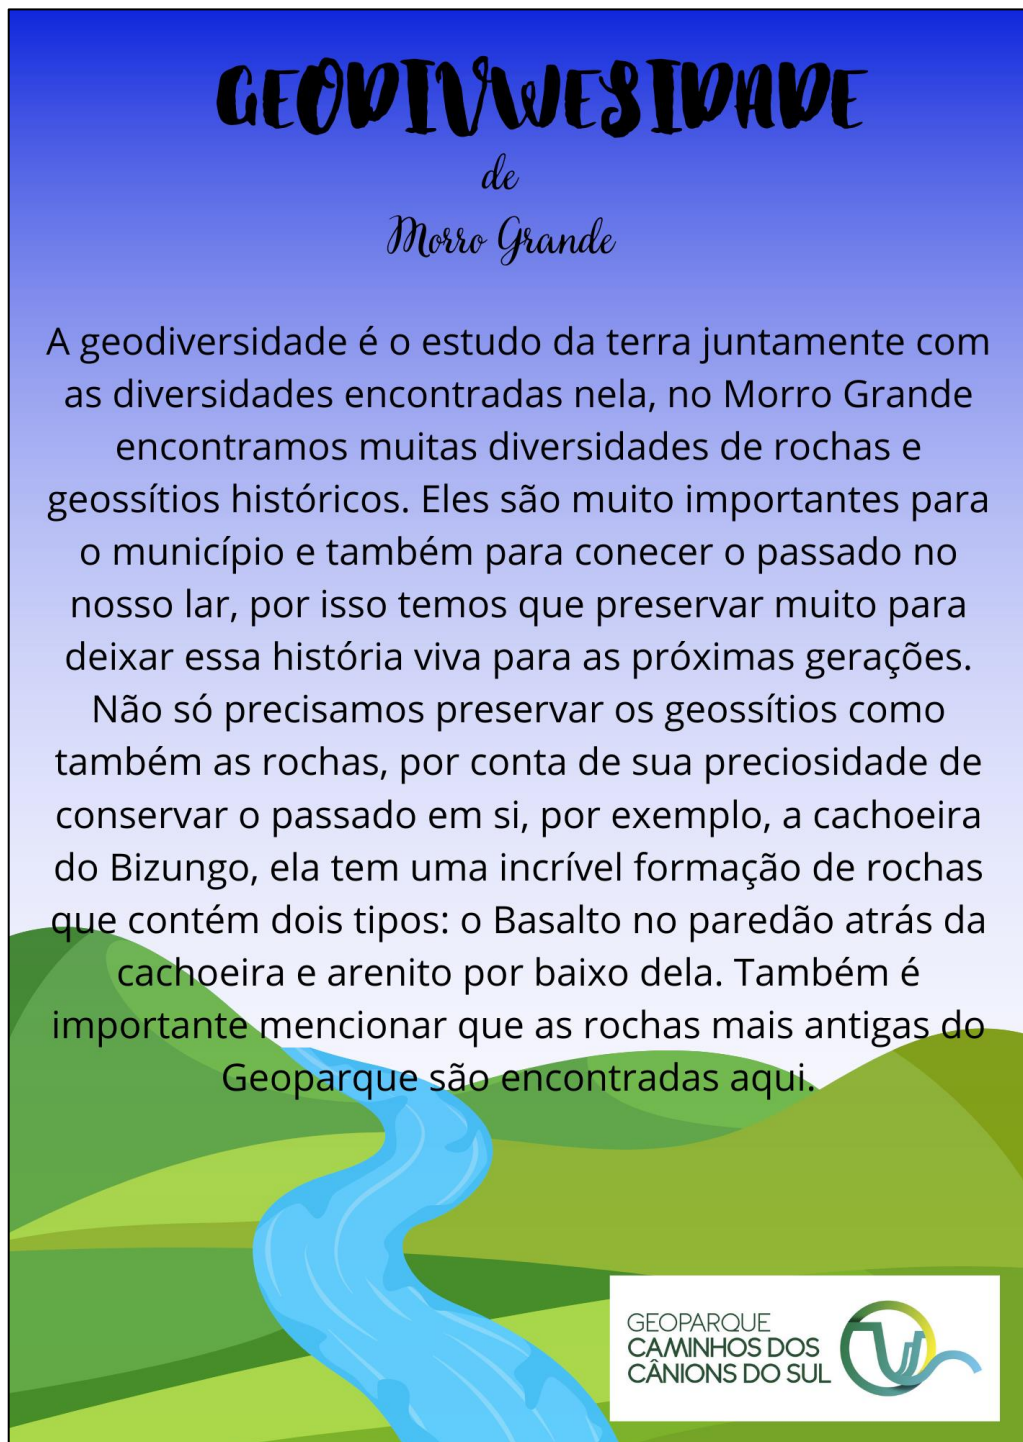 GEODIVWESIDADE
de
Morro Grande
A geodiversidade é o estudo da terra juntamente com
as diversidades encontradas nela, no Morro Grande
encontramos muitas diversidades de rochas e
geossítios históricos. Eles são muito importantes para
o município e também para conecer o passado no
nosso lar, por isso temos que preservar muito para
deixar essa história viva para as próximas gerações.
Não só precisamos preservar os geossítios como
também as rochas, por conta de sua preciosidade de
conservar o passado em si, por exemplo, a cachoeira
do Bizungo, ela tem uma incrível formação de rochas
que contém dois tipos: o Basalto no paredão atrás da
cachoeira e arenito por baixo dela. Também é
importante mencionar que as rochas mais antigas do
Geoparque são encontradas aqui.
GEOPARQUE
CAMINHOS DOS
CÂNIONS DO SUL